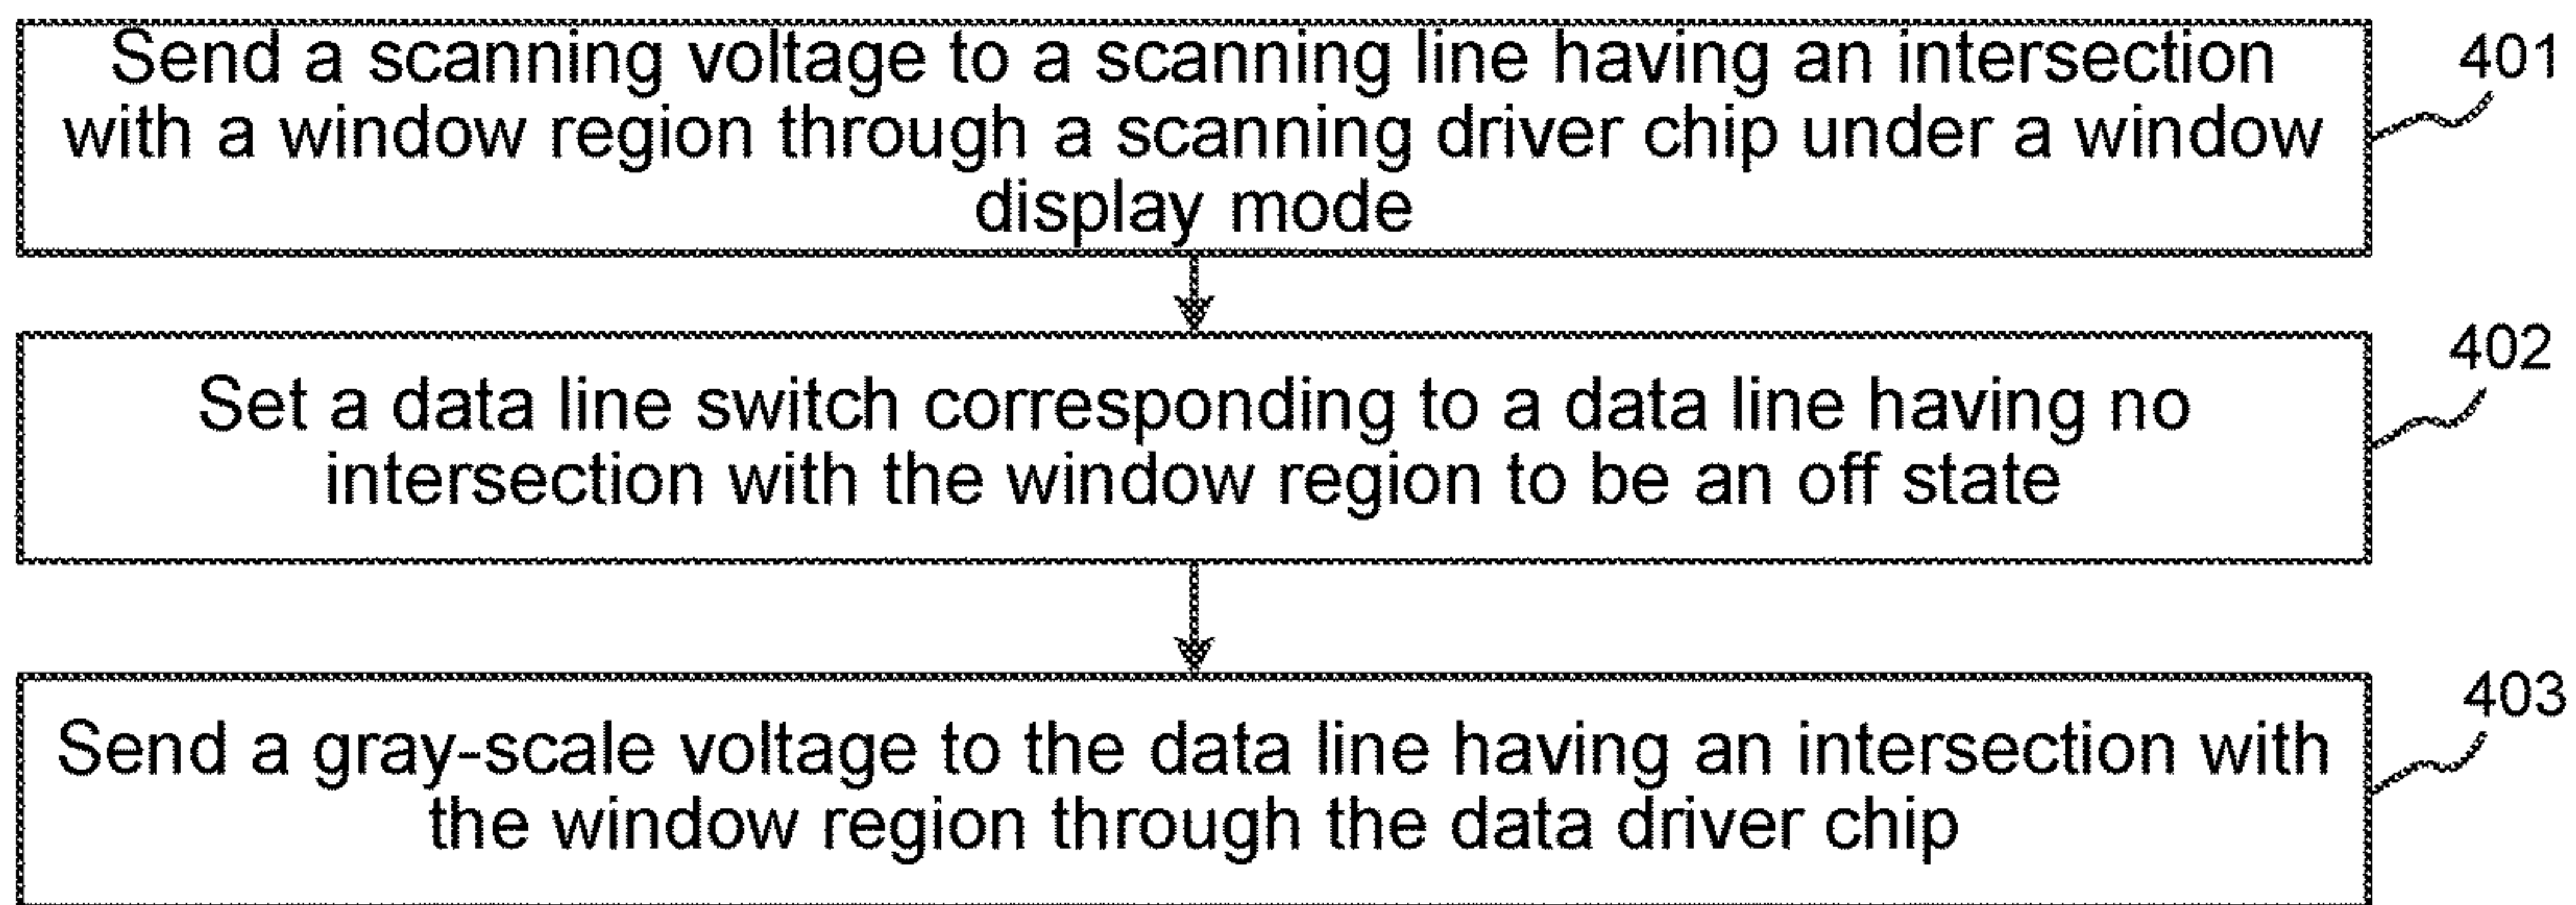 Send a scanning voltage to a scanning line having an intersection
with a window region through a scanning driver chip under a window
display mode
401
Set a data line switch corresponding to a data line having no
intersection with the window region to be an off state
402
Send a gray-scale voltage to the data line having an intersection with
the window region through the data driver chip
403